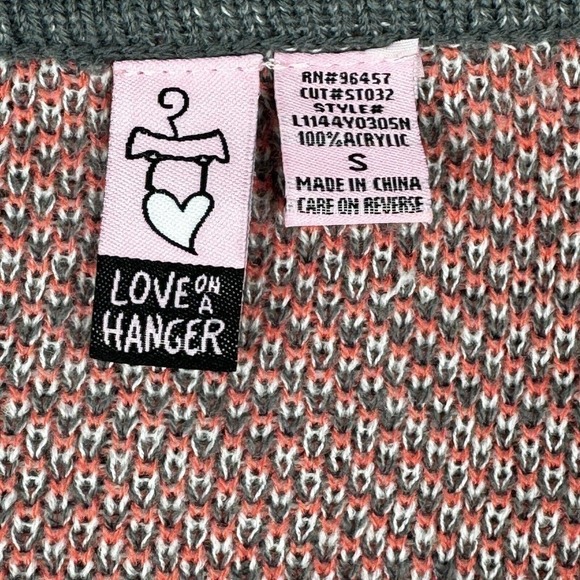 LOVE ON A
HANGER
RN#96457
CUT#ST032
STYLE#
L1144Y0305N
100%ACRYLIC
S
MADE IN CHINA
CARE ON REVERSE